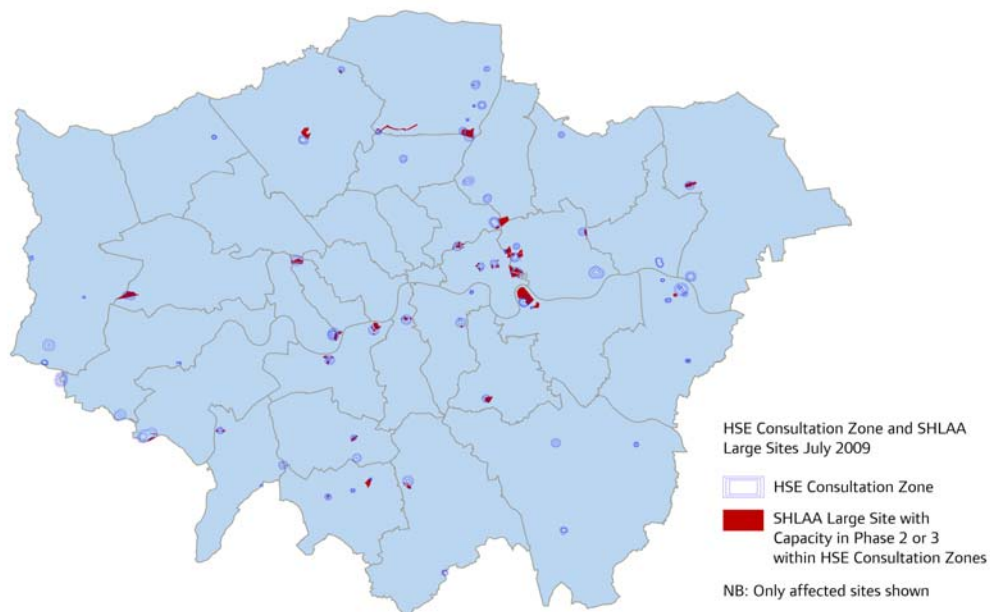 HSE Consultation Zone and SHLAA
Large Sites July 2009
HSE Consultation Zone
SHLAA Large Site with
Capacity in Phase 2 or 3
within HSE Consultation Zones
NB: Only affected sites shown